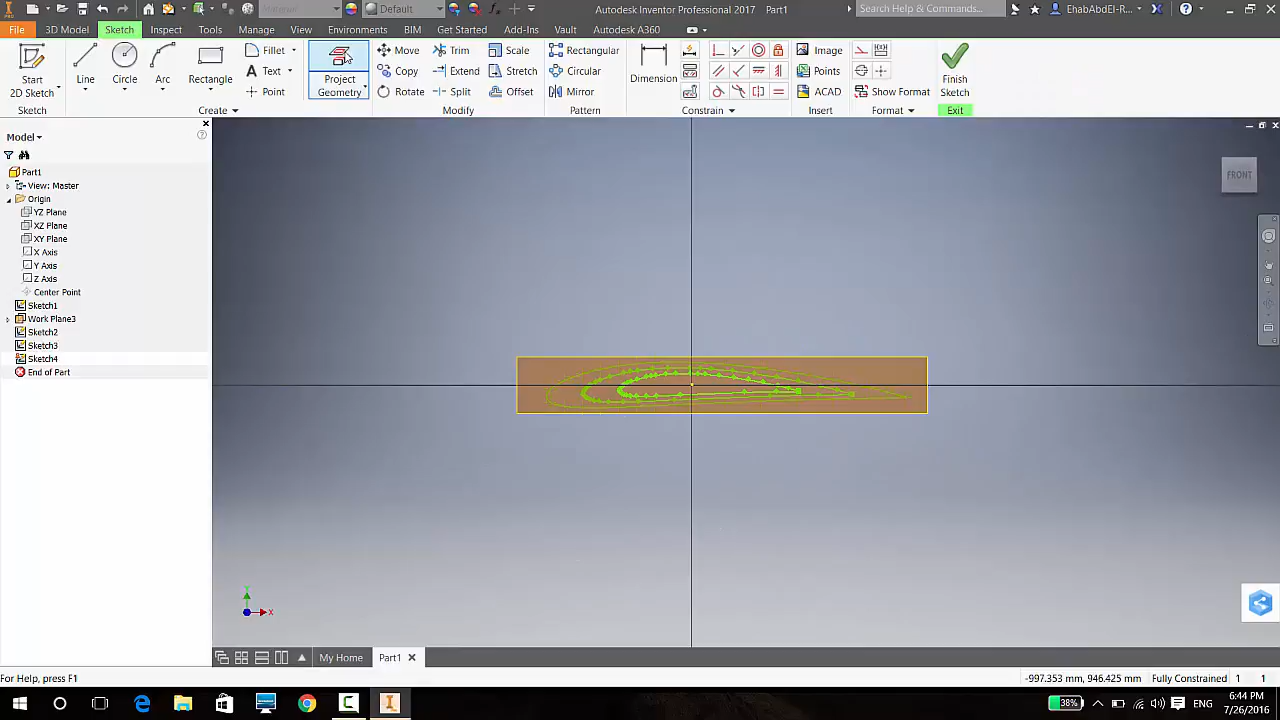 Material
Default
Autodesk Inventor Professional 2017 Part1
Search Help & Commands...
EhabAbdEl-R...
File 3D Model Sketch Inspect Tools Manage View Environments BIM Get Started Add-Ins Vault Autodesk A360
Start
2D Sketch
Line
Circle
Arc
Rectangle
Fillet
Text
Point
Project
Geometry
Move
Copy
Rotate
Trim
Extend
Split
Scale
Stretch
Offset
Rectangular
Circular
Mirror
Dimension
Image
Points
ACAD
Show Format
Finish
Sketch
Sketch Create Modify Pattern Constrain Insert Format Exit
Model
Part1
View: Master
Origin
YZ Plane
XZ Plane
XY Plane
X Axis
Y Axis
Z Axis
Center Point
Sketch1
Work Plane3
Sketch2
Sketch3
Sketch4
End of Part
FRONT
Y
X
My Home Part1
For Help, press F1
-997.353 mm, 946.425 mm Fully Constrained 1 1
38%
ENG
6:44 PM
7/26/2016